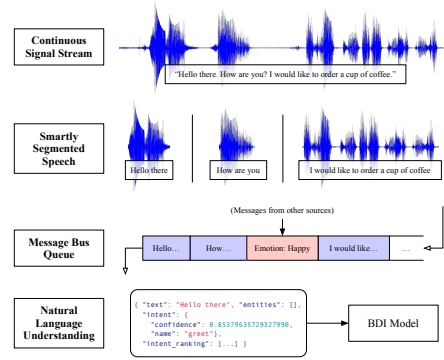 Continuous
Signal Stream
“Hello there. How are you? I would like to order a cup of coffee.”
Smartly
Segmented
Speech
Hello there
How are you
I would like to order a cup of coffee
(Messages from other sources)
Message Bus
Queue
Hello…
How…
Emotion: Happy
I would like…
…
Natural
Language
Understanding
{ "text": "Hello there", "entities": [],
"intent": {
"confidence": 0.85379635729327990,
"name": "greet"},
"intent_ranking": [...] }
BDI Model